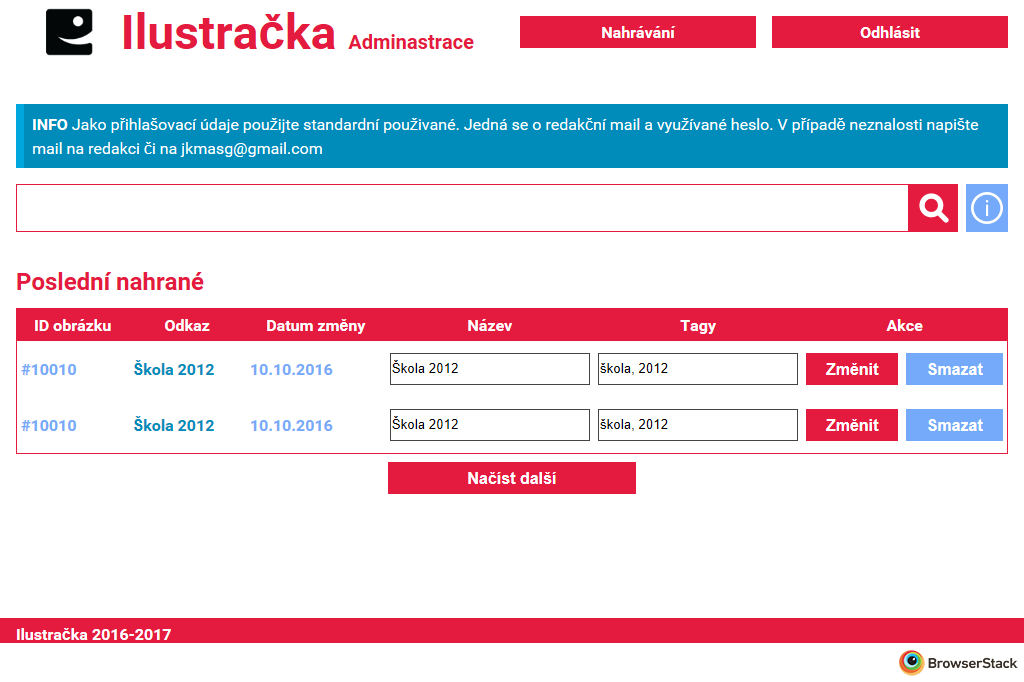 Ilustračka Adminastrace
Nahrávání
Odhlásit
INFO Jako přihlašovací údaje použijte standardní použivané. Jedná se o redakční mail a využívané heslo. V případě neznalosti napište
mail na redakci či na jkmasg@gmail.com
Poslední nahrané
ID obrázku Odkaz Datum změny Název Tagy Akce
#10010 Škola 2012 10.10.2016 Škola 2012 škola, 2012 Změnit Smazat
#10010 Škola 2012 10.10.2016 Škola 2012 škola, 2012 Změnit Smazat
Načíst další
Ilustračka 2016-2017
BrowserStack